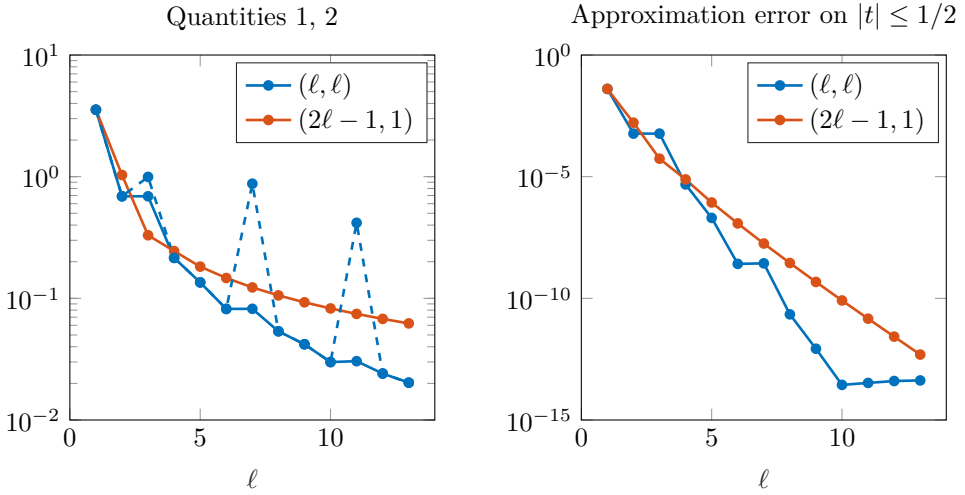 Quantities 1, 2
10^1
10^0
10^{-1}
10^{-2}
0
5
10
ℓ
(ℓ, ℓ)
(2ℓ − 1, 1)
Approximation error on |t| ≤ 1/2
10^0
10^{-5}
10^{-10}
10^{-15}
0
5
10
ℓ
(ℓ, ℓ)
(2ℓ − 1, 1)